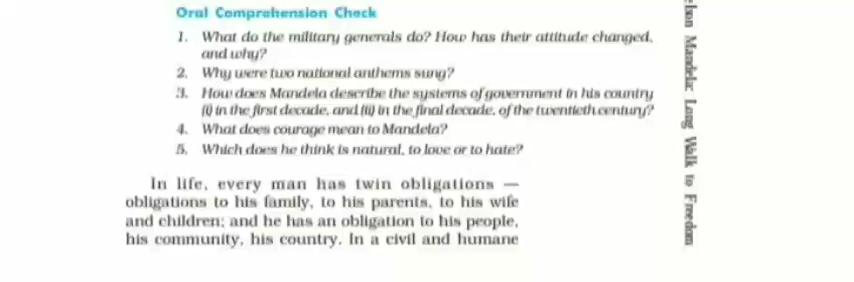 Oral Comprehension Check
1. What do the military generals do? How has their attitude changed,
and why?
2. Why were two national anthems sung?
3. How does Mandela describe the systems of government in his country
(i) in the first decade, and (ii) in the final decade, of the twentieth century?
4. What does courage mean to Mandela?
5. Which does he think is natural, to love or to hate?
In life, every man has twin obligations —
obligations to his family, to his parents, to his wife
and children; and he has an obligation to his people,
his community, his country. In a civil and humane
Mandela: Long Walk to Freedom